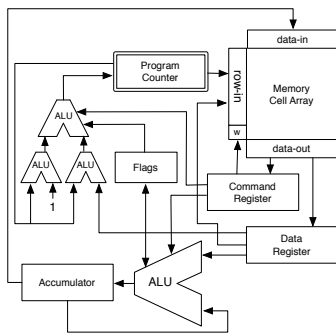 data-in
Program
Counter
row-in
Memory
Cell Array
ALU
w
data-out
ALU
ALU
Flags
Command
Register
1
Data
Register
Accumulator
ALU